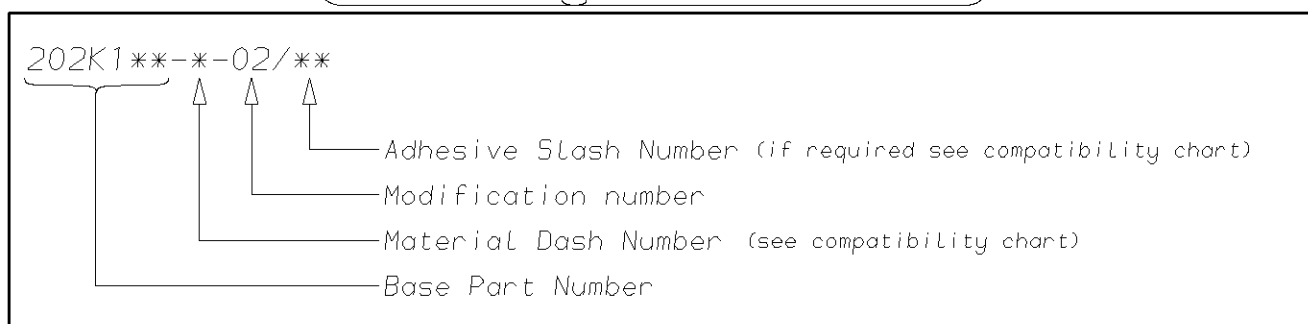 202K1**-*-02/**
Adhesive Slash Number (if required see compatibility chart)
Modification number
Material Dash Number (see compatibility chart)
Base Part Number